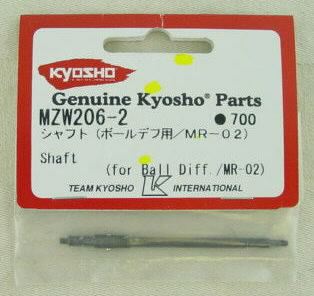 KYOSHO
Genuine Kyosho® Parts
MZW206-2 ●700
シャフト(ボールデフ用/MR-02)
Shaft
(for Ball Diff./MR-02)
TEAM KYOSHO K INTERNATIONAL